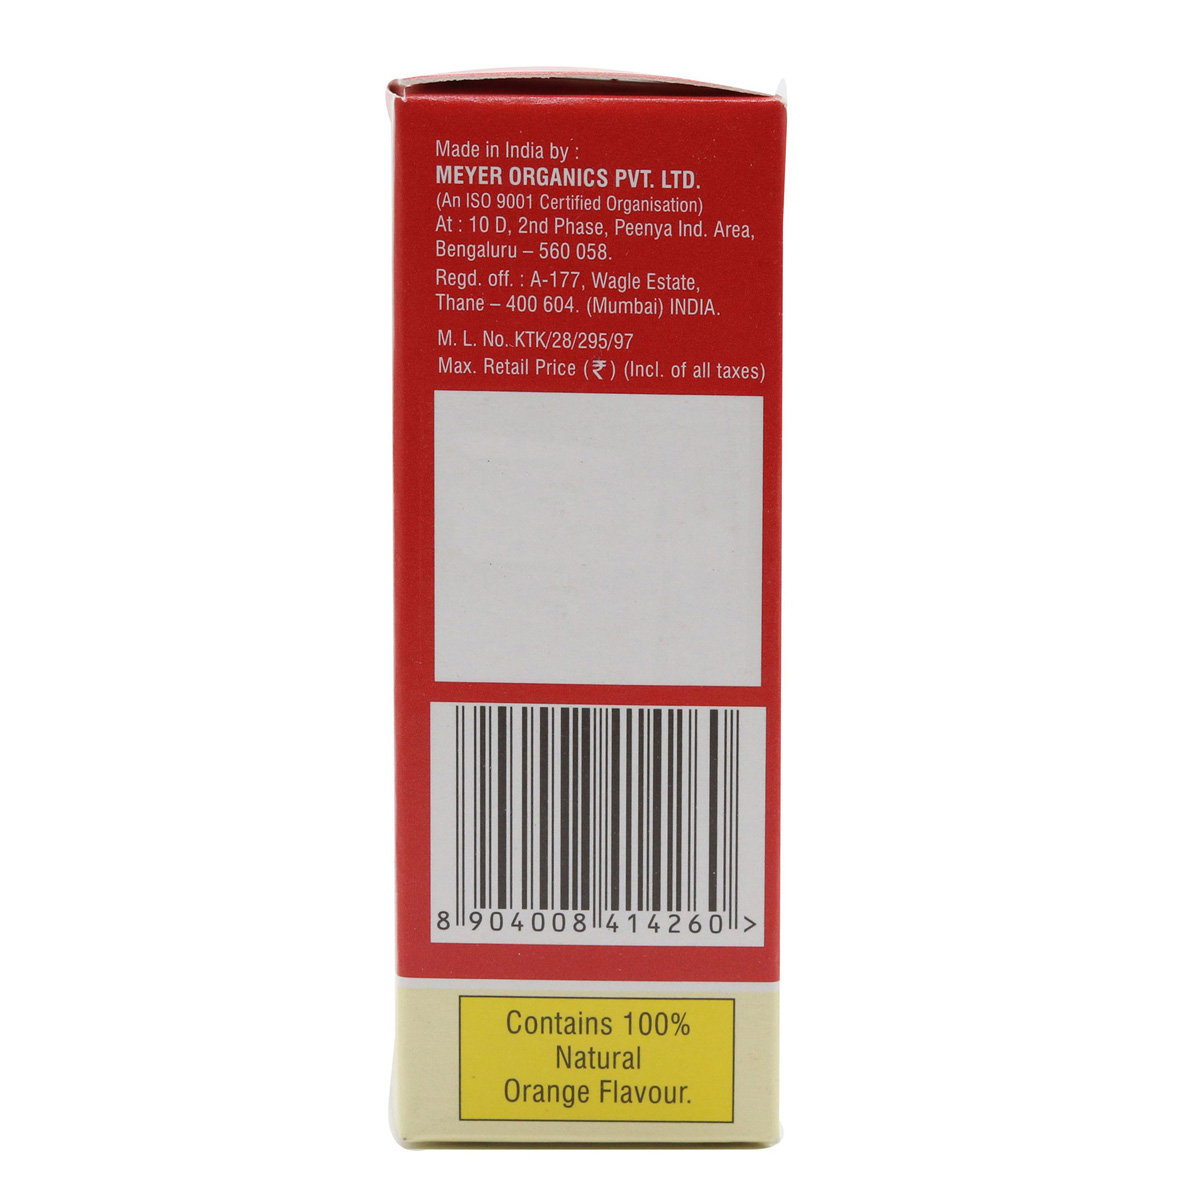 Made in India by :
MEYER ORGANICS PVT. LTD.
(An ISO 9001 Certified Organisation)
At : 10 D, 2nd Phase, Peenya Ind. Area,
Bengaluru – 560 058.
Regd. off. : A-177, Wagle Estate,
Thane – 400 604. (Mumbai) INDIA.
M. L. No. KTK/28/295/97
Max. Retail Price (₹) (Incl. of all taxes)
8 904008 414260 >
Contains 100%
Natural
Orange Flavour.